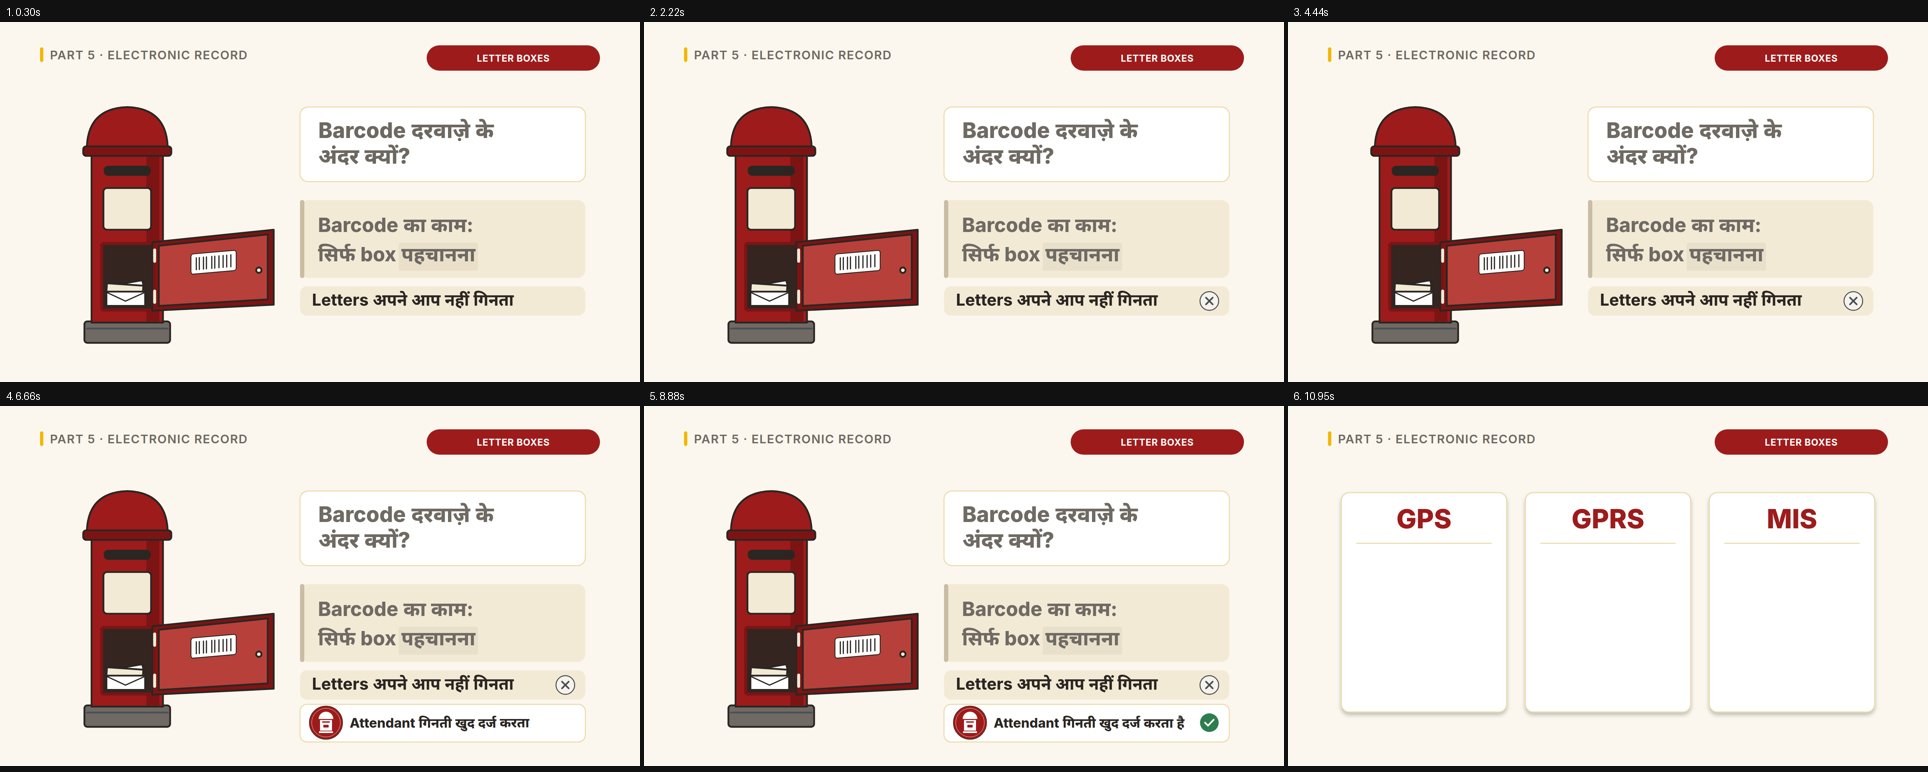 1. 0.30s
PART 5 · ELECTRONIC RECORD
LETTER BOXES
Barcode दरवाज़े के
अंदर क्यों?
Barcode का काम:
सिर्फ box पहचानना
Letters अपने आप नहीं गिनता
2. 2.22s
PART 5 · ELECTRONIC RECORD
LETTER BOXES
Barcode दरवाज़े के
अंदर क्यों?
Barcode का काम:
सिर्फ box पहचानना
Letters अपने आप नहीं गिनता
3. 4.44s
PART 5 · ELECTRONIC RECORD
LETTER BOXES
Barcode दरवाज़े के
अंदर क्यों?
Barcode का काम:
सिर्फ box पहचानना
Letters अपने आप नहीं गिनता
4. 6.66s
PART 5 · ELECTRONIC RECORD
LETTER BOXES
Barcode दरवाज़े के
अंदर क्यों?
Barcode का काम:
सिर्फ box पहचानना
Letters अपने आप नहीं गिनता
Attendant गिनती खुद दर्ज करता
5. 8.88s
PART 5 · ELECTRONIC RECORD
LETTER BOXES
Barcode दरवाज़े के
अंदर क्यों?
Barcode का काम:
सिर्फ box पहचानना
Letters अपने आप नहीं गिनता
Attendant गिनती खुद दर्ज करता है
6. 10.95s
PART 5 · ELECTRONIC RECORD
LETTER BOXES
GPS
GPRS
MIS